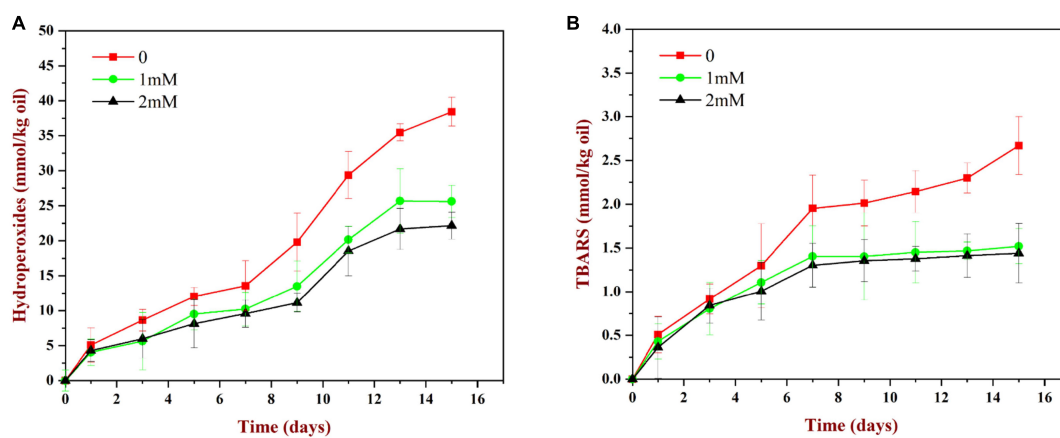 A
Hydroperoxides (mmol/kg oil)
50
45
40
35
30
25
20
15
10
5
0
0
1mM
2mM
0 2 4 6 8 10 12 14 16
Time (days)
B
TBARS (mmol/kg oil)
4.0
3.5
3.0
2.5
2.0
1.5
1.0
0.5
0.0
0
1mM
2mM
0 2 4 6 8 10 12 14 16
Time (days)